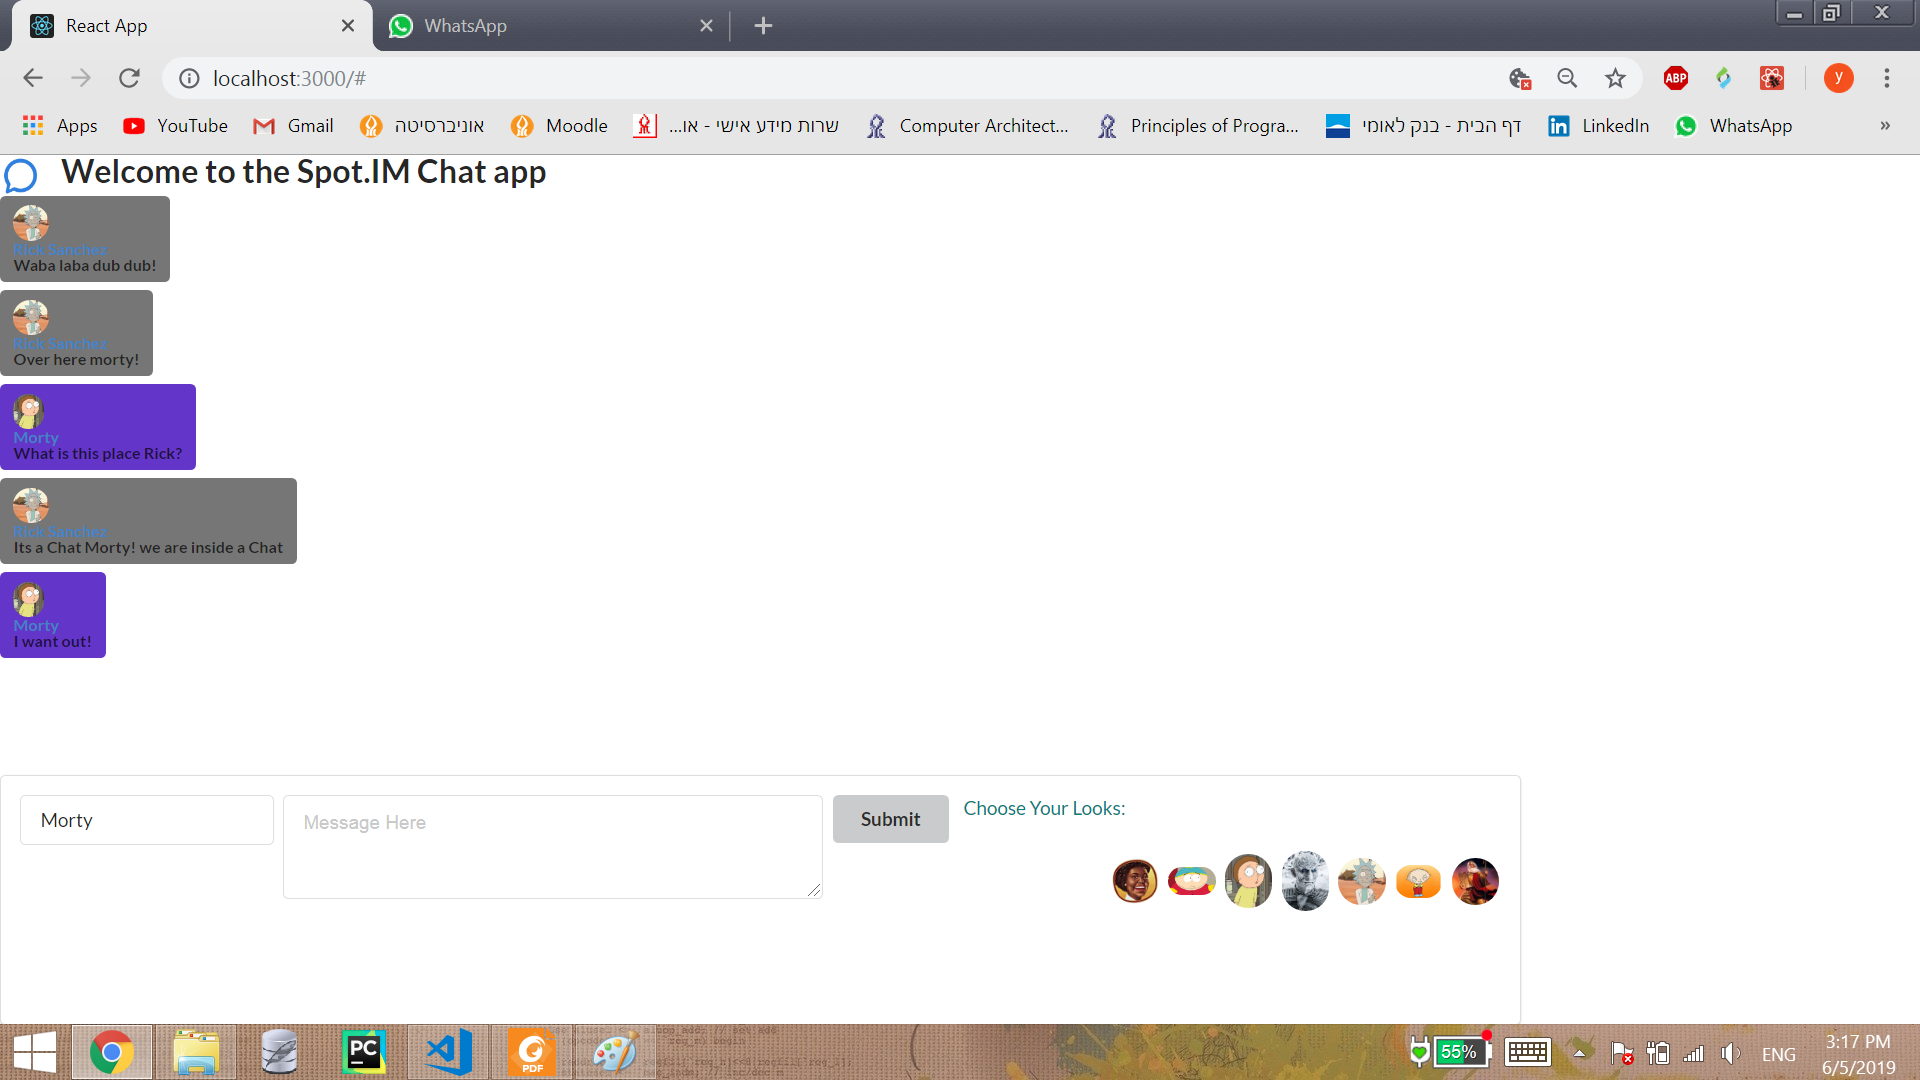 React App
WhatsApp
localhost:3000/#
ABP
y
Apps
YouTube
Gmail
אוניברסיטה
Moodle
שרות מידע אישי - או...
Computer Architect...
Principles of Progra...
דף הבית - בנק לאומי
LinkedIn
WhatsApp
»
Welcome to the Spot.IM Chat app
Rick Sanchez
Waba laba dub dub!
Rick Sanchez
Over here morty!
Morty
What is this place Rick?
Rick Sanchez
Its a Chat Morty! we are inside a Chat
Morty
I want out!
Morty
Message Here
Submit
Choose Your Looks:
PC
PDF
55%
ENG
3:17 PM
6/5/2019